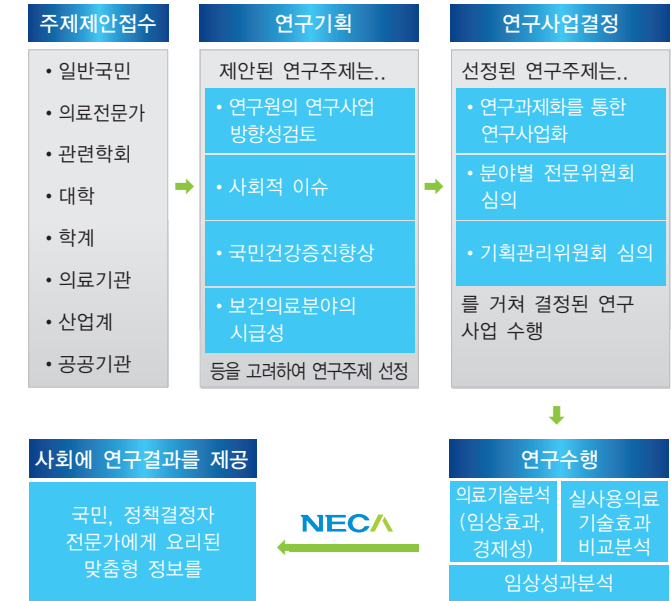 주제제안접수
• 일반국민
• 의료전문가
• 관련학회
• 대학
• 학계
• 의료기관
• 산업계
• 공공기관
연구기획
제안된 연구주제는..
• 연구원의 연구사업
방향성검토
• 사회적 이슈
• 국민건강증진향상
• 보건의료분야의
시급성
등을 고려하여 연구주제 선정
연구사업결정
선정된 연구주제는..
• 연구과제화를 통한
연구사업화
• 분야별 전문위원회
심의
• 기획관리위원회 심의
를 거쳐 결정된 연구
사업 수행
연구수행
의료기술분석
(임상효과,
경제성)
실사용의료
기술효과
비교분석
임상성과분석
NECA
사회에 연구결과를 제공
국민, 정책결정자
전문가에게 요리된
맞춤형 정보를